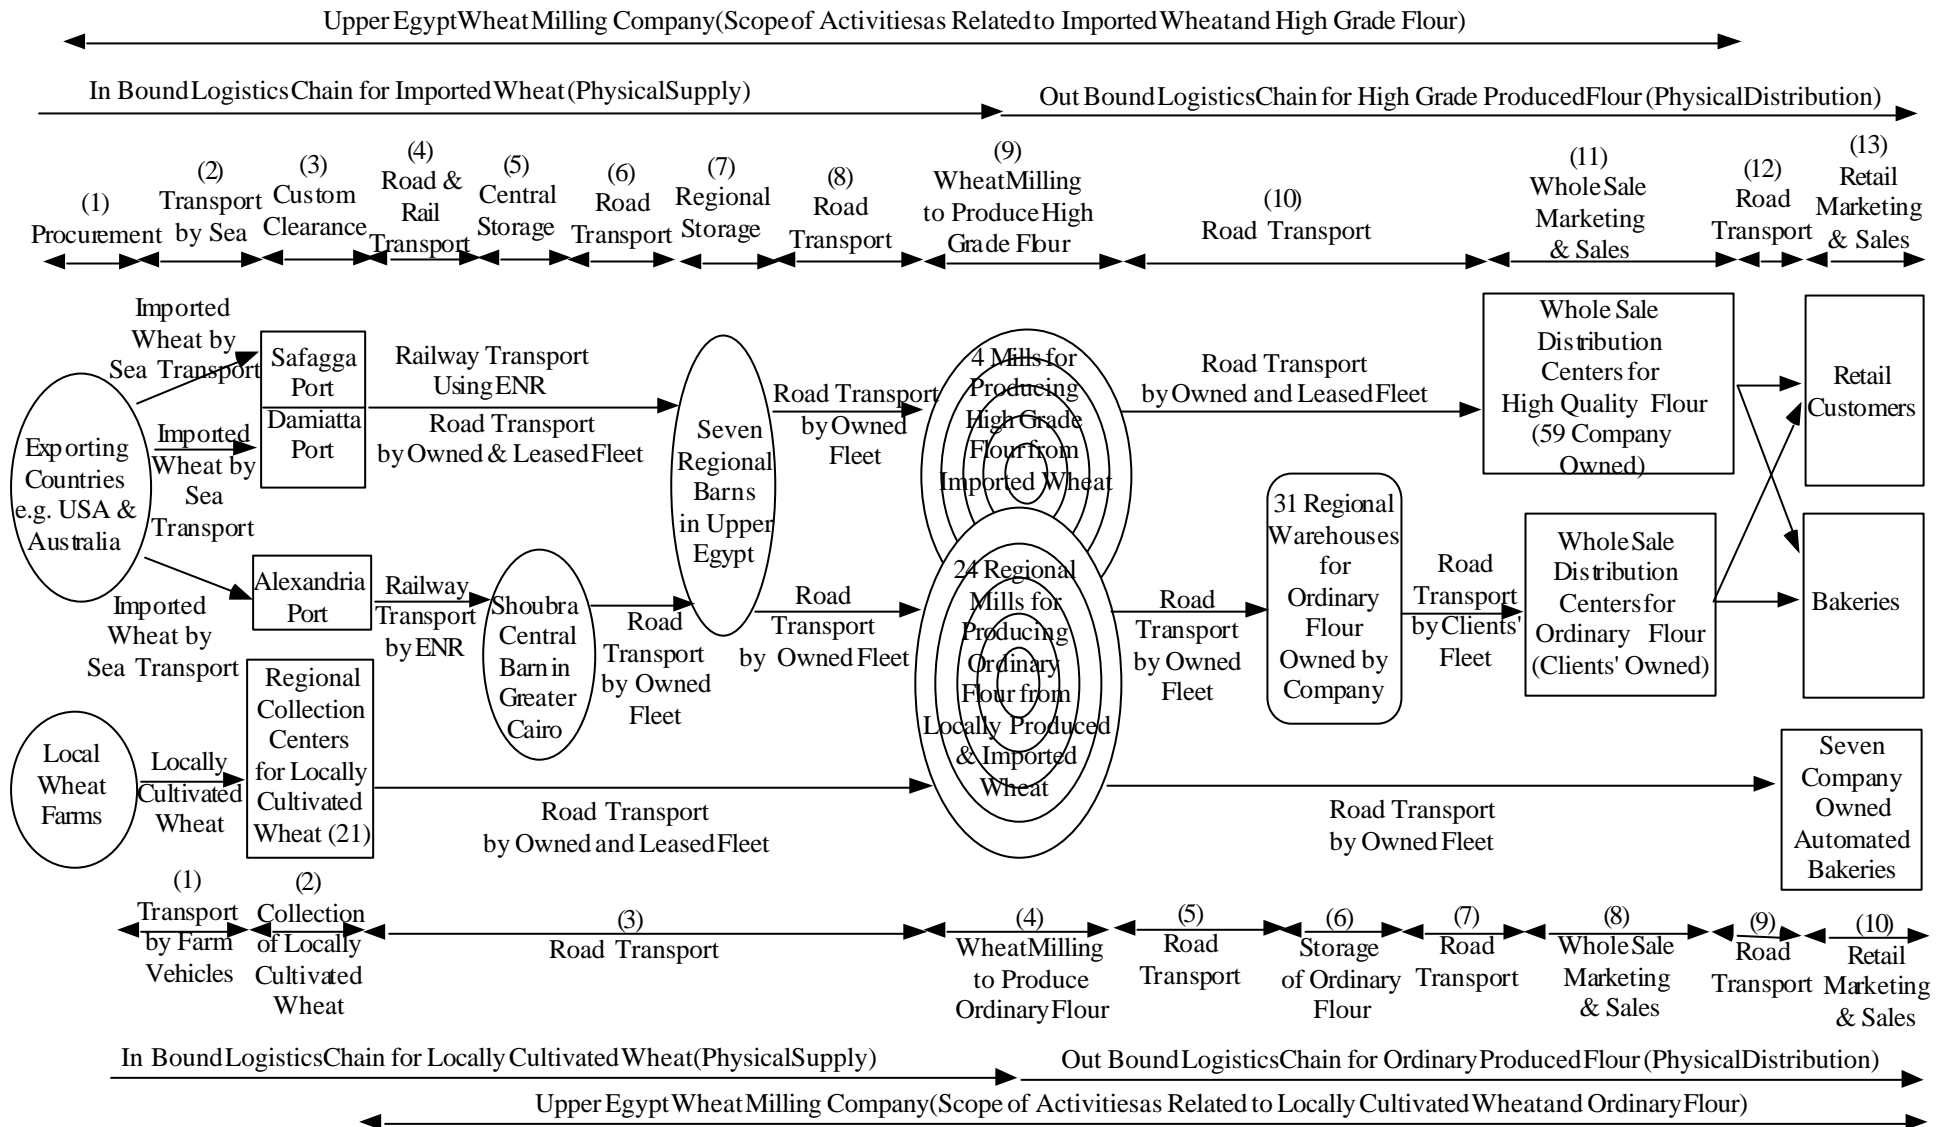 Upper Egypt Wheat Milling Company (Scope of Activities as Related to Imported Wheat and High Grade Flour)
In Bound Logistics Chain for Imported Wheat (Physical Supply)
Out Bound Logistics Chain for High Grade Produced Flour (Physical Distribution)
(1)
Procurement
(2)
Transport
by Sea
(3)
Custom
Clearance
(4)
Road &
Rail
Transport
(5)
Central
Storage
(6)
Road
Transport
(7)
Regional
Storage
(8)
Road
Transport
(9)
Wheat Milling
to Produce High
Grade Flour
(10)
Road Transport
(11)
Whole Sale
Marketing
& Sales
(12)
Road
Transport
(13)
Retail
Marketing
& Sales
Exporting
Countries
e.g. USA &
Australia
Imported
Wheat by
Sea Transport
Imported
Wheat by
Sea
Transport
Imported
Wheat by
Sea Transport
Safagga
Port
Damiatta
Port
Alexandria
Port
Railway Transport
Using ENR
Road Transport
by Owned & Leased Fleet
Railway
Transport
by ENR
Shoubra
Central
Barn in
Greater
Cairo
Road
Transport
by Owned
Fleet
Seven
Regional
Barns
in Upper
Egypt
Road Transport
by Owned
Fleet
Road
Transport
by Owned Fleet
4 Mills for
Producing
High Grade
Flour from
Imported Wheat
24 Regional
Mills for
Producing
Ordinary
Flour from
Locally Produced
& Imported
Wheat
Road Transport
by Owned and Leased Fleet
Road
Transport
by Owned
Fleet
31 Regional
Warehouses
for
Ordinary
Flour
Owned by
Company
Road
Transport
by Clients'
Fleet
Whole Sale
Distribution
Centers for
High Quality Flour
(59 Company
Owned)
Whole Sale
Distribution
Centers for
Ordinary Flour
(Clients' Owned)
Retail
Customers
Bakeries
Local
Wheat
Farms
Locally
Cultivated
Wheat
Regional
Collection
Centers
for Locally
Cultivated
Wheat (21)
Road Transport
by Owned and Leased Fleet
Road Transport
by Owned Fleet
Seven
Company
Owned
Automated
Bakeries
(1)
Transport
by Farm
Vehicles
(2)
Collection
of Locally
Cultivated
Wheat
(3)
Road Transport
(4)
Wheat Milling
to Produce
Ordinary Flour
(5)
Road
Transport
(6)
Storage
of Ordinary
Flour
(7)
Road
Transport
(8)
Whole Sale
Marketing
& Sales
(9)
Road
Transport
(10)
Retail
Marketing
& Sales
In Bound Logistics Chain for Locally Cultivated Wheat (Physical Supply)
Out Bound Logistics Chain for Ordinary Produced Flour (Physical Distribution)
Upper Egypt Wheat Milling Company (Scope of Activities as Related to Locally Cultivated Wheat and Ordinary Flour)